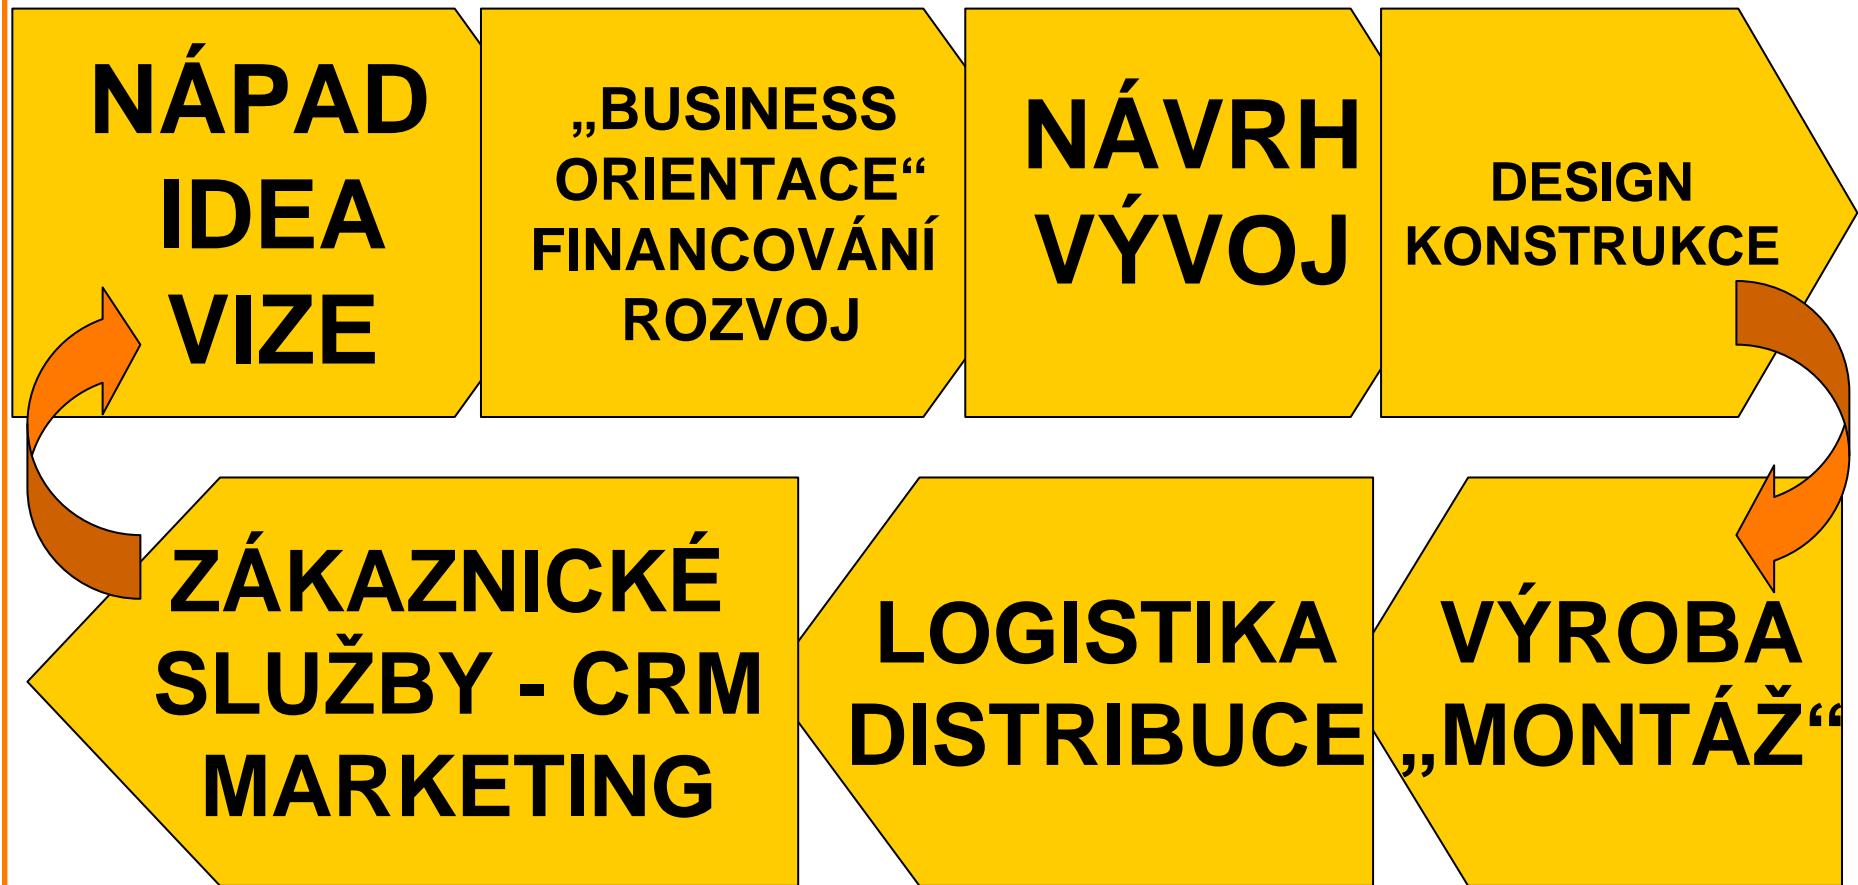 NÁPAD
IDEA
VIZE
„BUSINESS
ORIENTACE“
FINANCOVÁNÍ
ROZVOJ
NÁVRH
VÝVOJ
DESIGN
KONSTRUKCE
VÝROBA
„MONTÁŽ“
LOGISTIKA
DISTRIBUCE
ZÁKAZNICKÉ
SLUŽBY - CRM
MARKETING